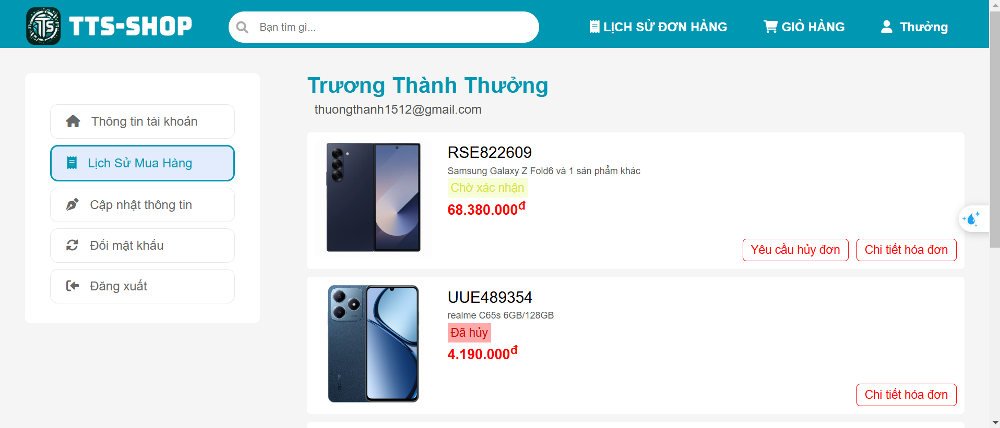 TTS-SHOP
Bạn tìm gì...
LỊCH SỬ ĐƠN HÀNG
GIỎ HÀNG
Thưởng
Thông tin tài khoản
Lịch Sử Mua Hàng
Cập nhật thông tin
Đổi mật khẩu
Đăng xuất
Trương Thành Thưởng
thuongthanh1512@gmail.com
RSE822609
Samsung Galaxy Z Fold6 và 1 sản phẩm khác
Chờ xác nhận
68.380.000đ
Yêu cầu hủy đơn
Chi tiết hóa đơn
UUE489354
realme C65s 6GB/128GB
Đã hủy
4.190.000đ
Chi tiết hóa đơn